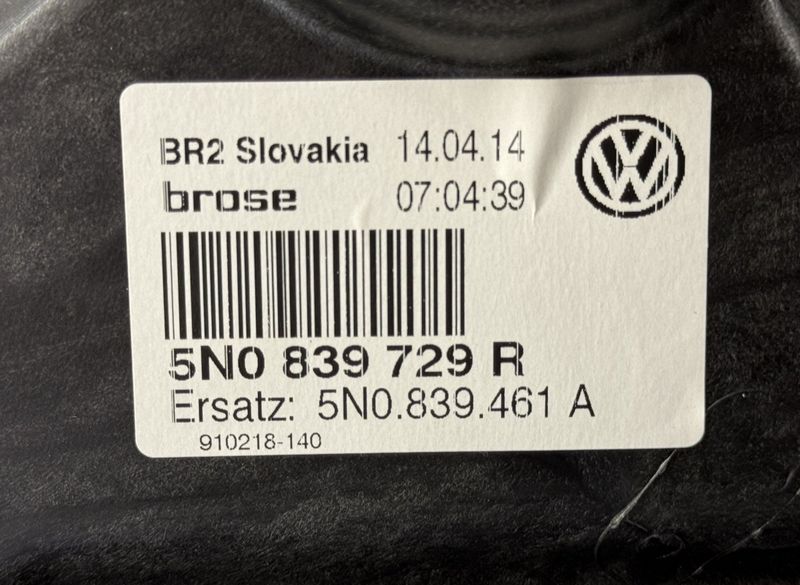 BR2 Slovakia 14.04.14
brose 07:04:39
5N0 839 729 R
Ersatz: 5N0.839.461 A
910218-140